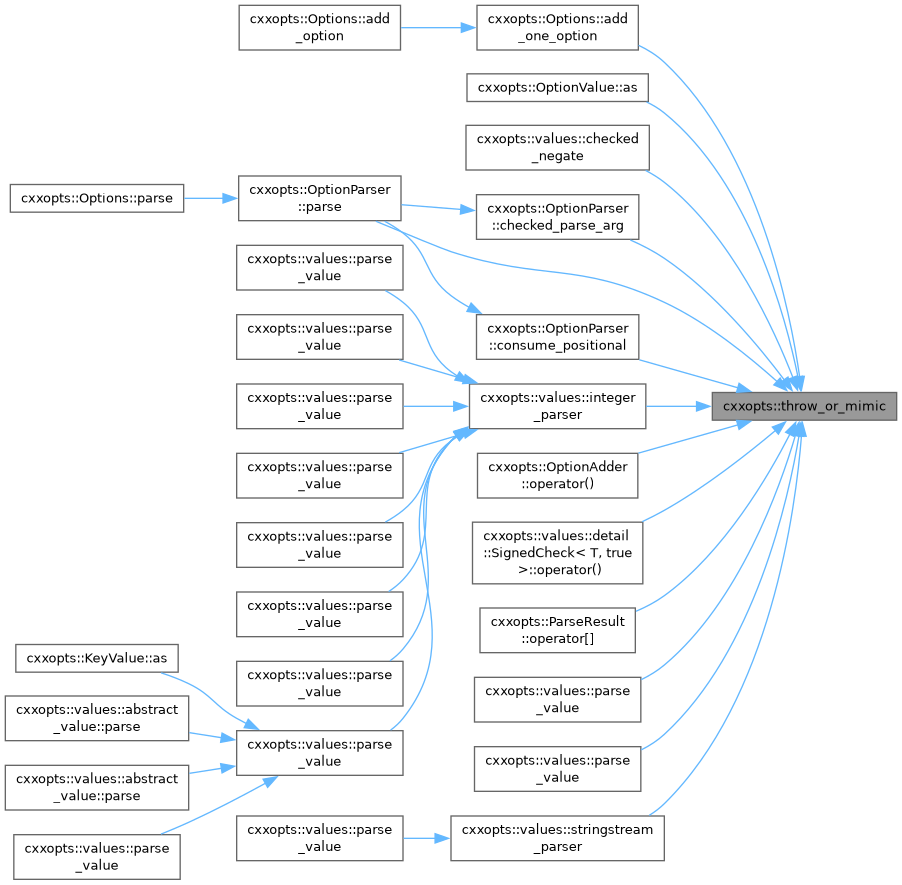 cxxopts::Options::add
_option
cxxopts::Options::add
_one_option
cxxopts::OptionValue::as
cxxopts::values::checked
_negate
cxxopts::Options::parse
cxxopts::OptionParser
::parse
cxxopts::OptionParser
::checked_parse_arg
cxxopts::values::parse
_value
cxxopts::values::parse
_value
cxxopts::OptionParser
::consume_positional
cxxopts::values::parse
_value
cxxopts::values::integer
_parser
cxxopts::throw_or_mimic
cxxopts::values::parse
_value
cxxopts::OptionAdder
::operator()
cxxopts::values::parse
_value
cxxopts::values::detail
::SignedCheck< T, true
>::operator()
cxxopts::values::parse
_value
cxxopts::ParseResult
::operator[]
cxxopts::KeyValue::as
cxxopts::values::parse
_value
cxxopts::values::parse
_value
cxxopts::values::abstract
_value::parse
cxxopts::values::parse
_value
cxxopts::values::parse
_value
cxxopts::values::abstract
_value::parse
cxxopts::values::parse
_value
cxxopts::values::parse
_value
cxxopts::values::stringstream
_parser